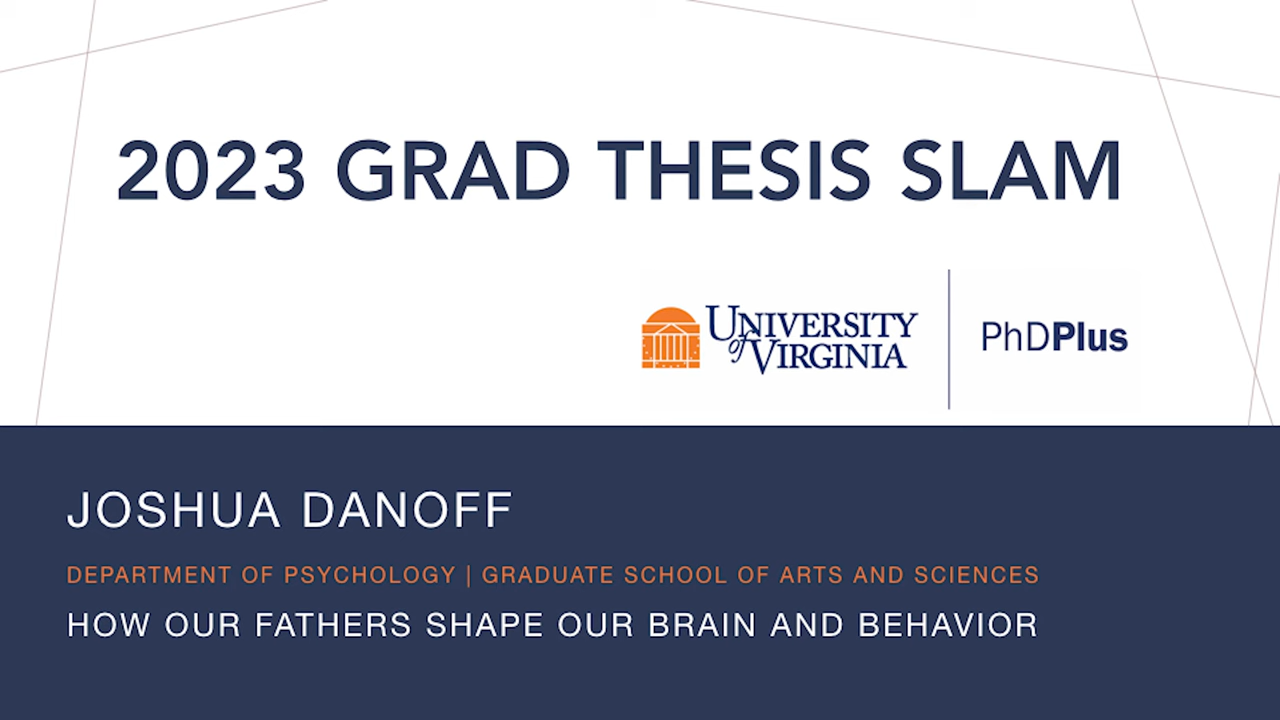 2023 GRAD THESIS SLAM
UNIVERSITY
of VIRGINIA
PhDPlus
JOSHUA DANOFF
DEPARTMENT OF PSYCHOLOGY | GRADUATE SCHOOL OF ARTS AND SCIENCES
HOW OUR FATHERS SHAPE OUR BRAIN AND BEHAVIOR